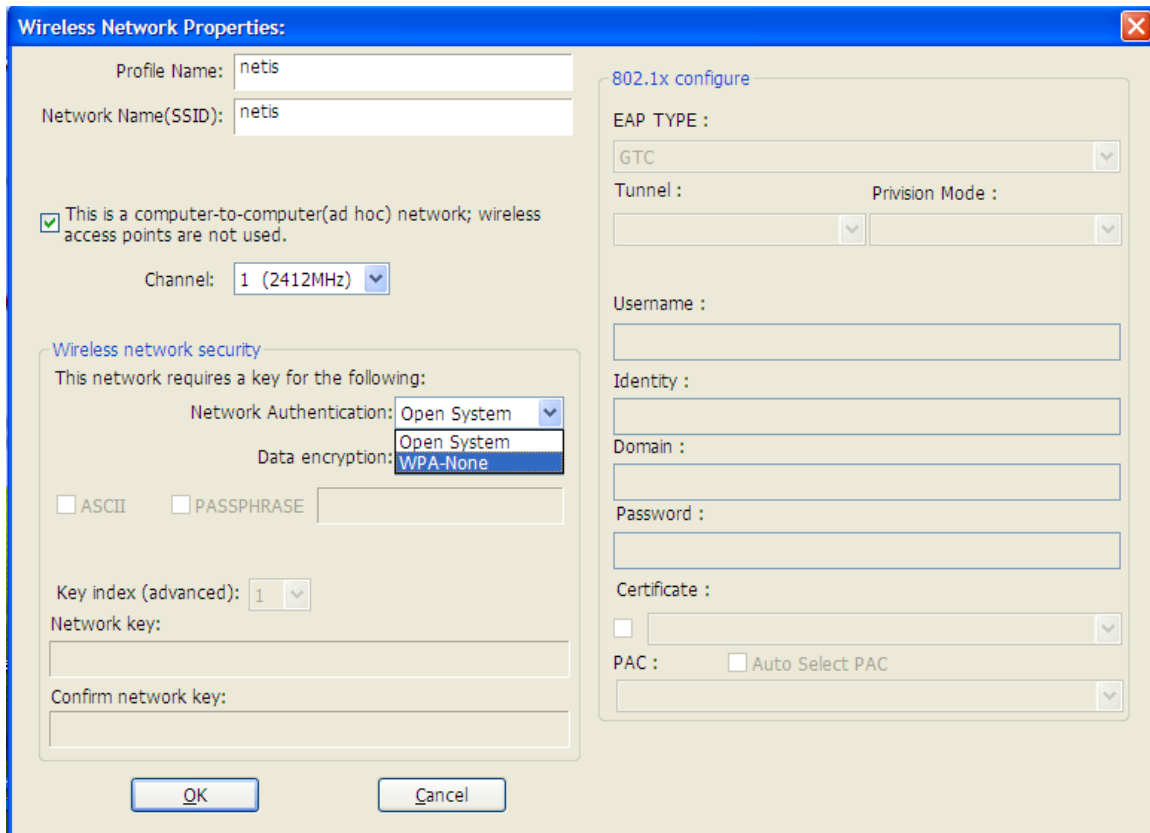 Wireless Network Properties:
Profile Name: netis
Network Name(SSID): netis
This is a computer-to-computer(ad hoc) network; wireless
access points are not used.
Channel: 1 (2412MHz)
Wireless network security
This network requires a key for the following:
Network Authentication: Open System
Open System
Data encryption: WPA-None
ASCII PASSPHRASE
Key index (advanced): 1
Network key:
Confirm network key:
OK Cancel
802.1x configure
EAP TYPE :
GTC
Tunnel : Privision Mode :
Username :
Identity :
Domain :
Password :
Certificate :
PAC : Auto Select PAC